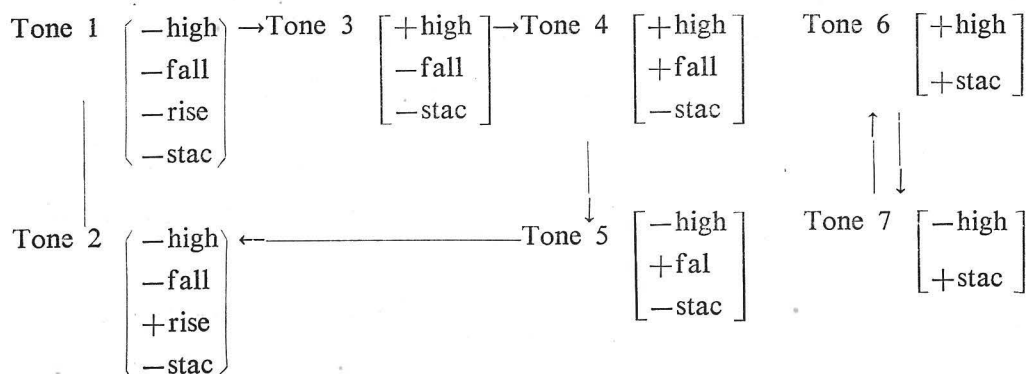 Tone 1 (—high) →Tone 3 [+high] →Tone 4 [+high] Tone 6 [+high]
—fall —fall +fall
+stac
—rise —stac —stac
—stac
↑ ↓
↓
Tone 2 (—high) ←— Tone 5 [—high] Tone 7 [—high]
—fall +fal
+stac
+rise —stac
—stac